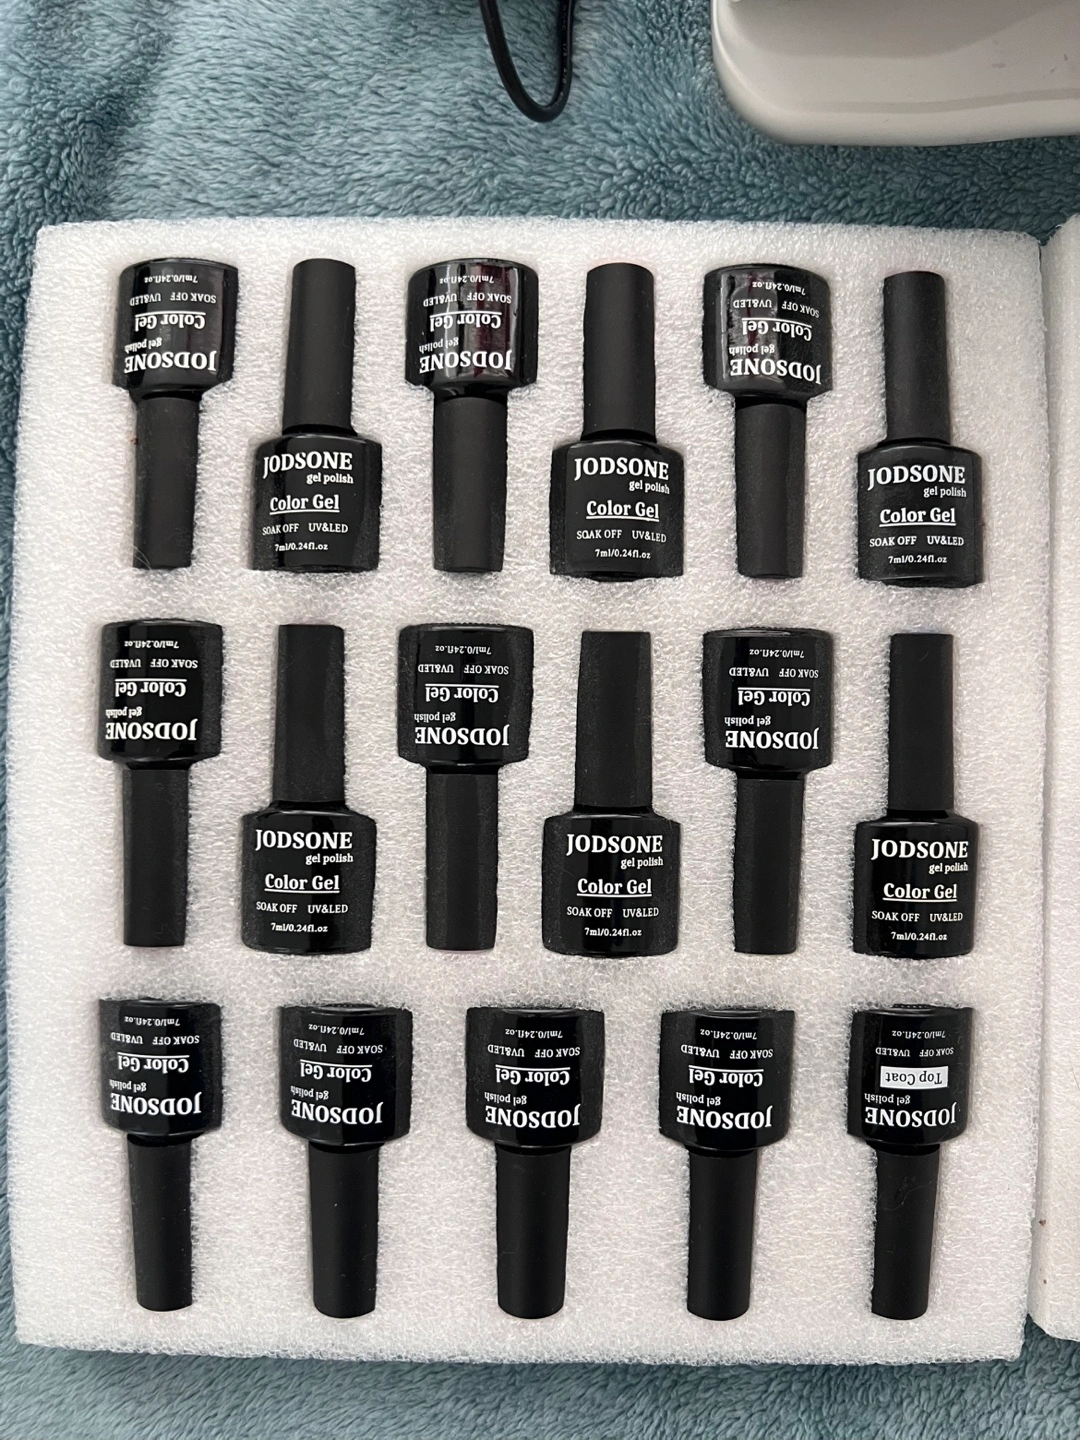 7ml/0.24fl.oz
SOAK OFF UV&LED
Color Gel
gel polish
JODSONE
JODSONE
gel polish
Color Gel
SOAK OFF UV&LED
7ml/0.24fl.oz
7ml/0.24fl.oz
SOAK OFF UV&LED
Color Gel
gel polish
JODSONE
JODSONE
gel polish
Color Gel
SOAK OFF UV&LED
7ml/0.24fl.oz
7ml/0.24fl.oz
SOAK OFF UV&LED
Color Gel
gel polish
JODSONE
JODSONE
gel polish
Color Gel
SOAK OFF UV&LED
7ml/0.24fl.oz
7ml/0.24fl.oz
SOAK OFF UV&LED
Color Gel
gel polish
JODSONE
JODSONE
gel polish
Color Gel
SOAK OFF UV&LED
7ml/0.24fl.oz
7ml/0.24fl.oz
SOAK OFF UV&LED
Color Gel
gel polish
JODSONE
JODSONE
gel polish
Color Gel
SOAK OFF UV&LED
7ml/0.24fl.oz
7ml/0.24fl.oz
SOAK OFF UV&LED
Color Gel
gel polish
JODSONE
JODSONE
gel polish
Color Gel
SOAK OFF UV&LED
7ml/0.24fl.oz
7ml/0.24fl.oz
SOAK OFF UV&LED
Color Gel
gel polish
JODSONE
7ml/0.24fl.oz
SOAK OFF UV&LED
Color Gel
gel polish
JODSONE
7ml/0.24fl.oz
SOAK OFF UV&LED
Color Gel
gel polish
JODSONE
7ml/0.24fl.oz
SOAK OFF UV&LED
Color Gel
gel polish
JODSONE
7ml/0.24fl.oz
SOAK OFF UV&LED
Top Coat
gel polish
JODSONE